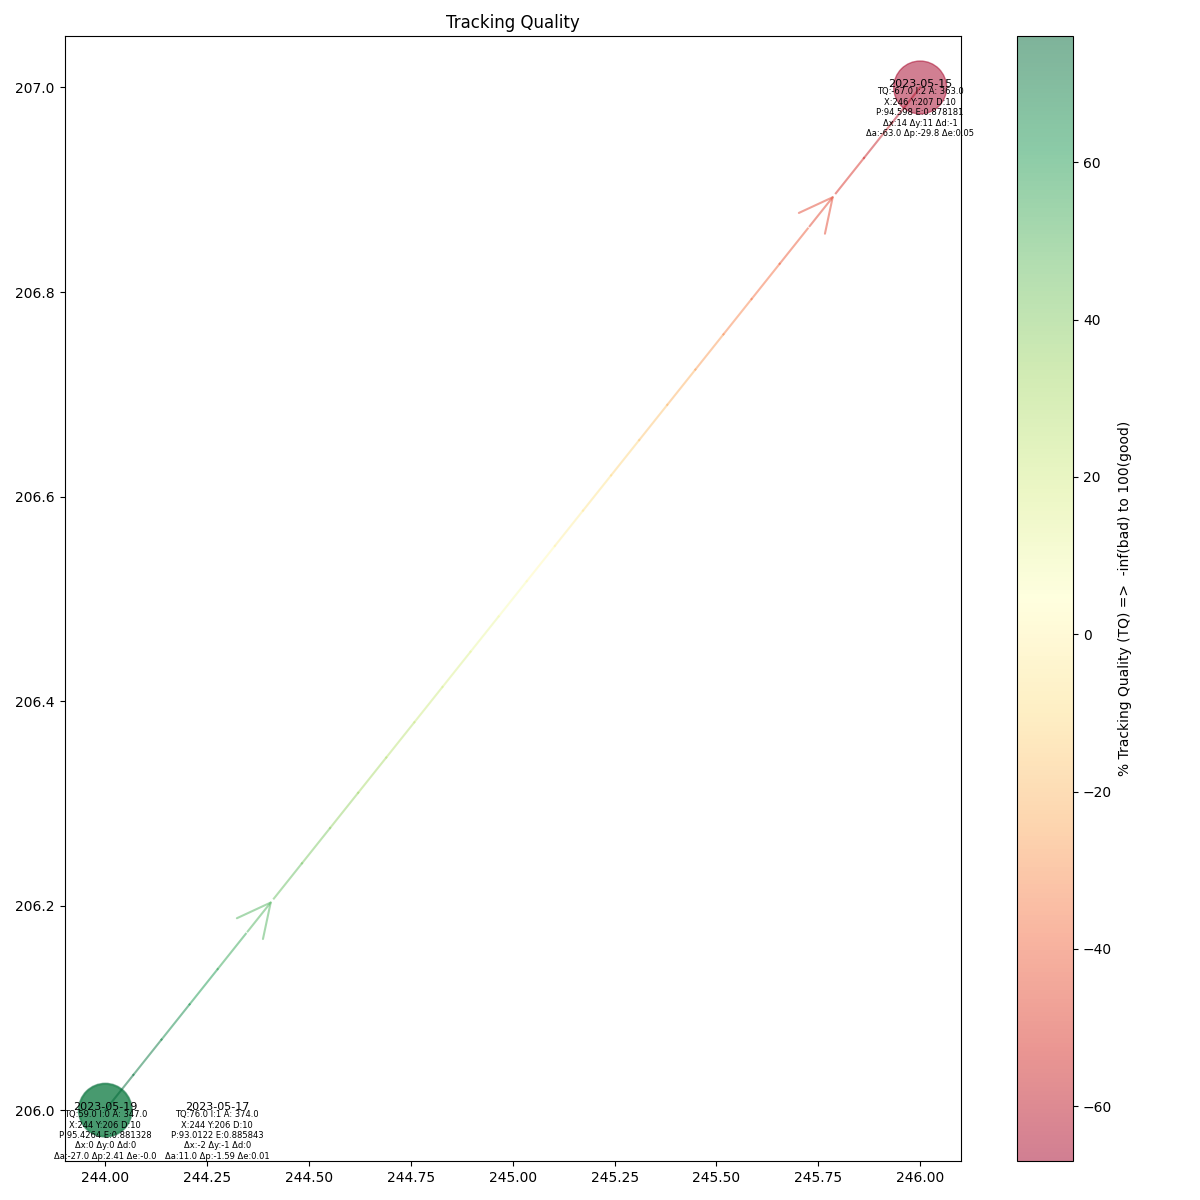 Tracking Quality
207.0
206.8
206.6
206.4
206.2
206.0
2023-05-15
TQ:-67.0 I:2 A: 363.0
X:246 Y:207 D:10
P:94.598 E:0.878181
Δx:14 Δy:11 Δd:-1
Δa:-63.0 Δp:-29.8 Δe:0.05
2023-05-19
TQ:59.0 I:0 A: 347.0
X:244 Y:206 D:10
P:95.4264 E:0.881328
Δx:0 Δy:0 Δd:0
Δa:-27.0 Δp:2.41 Δe:-0.0
2023-05-17
TQ:76.0 I:1 A: 374.0
X:244 Y:206 D:10
P:93.0122 E:0.885843
Δx:-2 Δy:-1 Δd:0
Δa:11.0 Δp:-1.59 Δe:0.01
244.00 244.25 244.50 244.75 245.00 245.25 245.50 245.75 246.00
60
40
20
0
−20
−40
−60
% Tracking Quality (TQ) => -inf(bad) to 100(good)